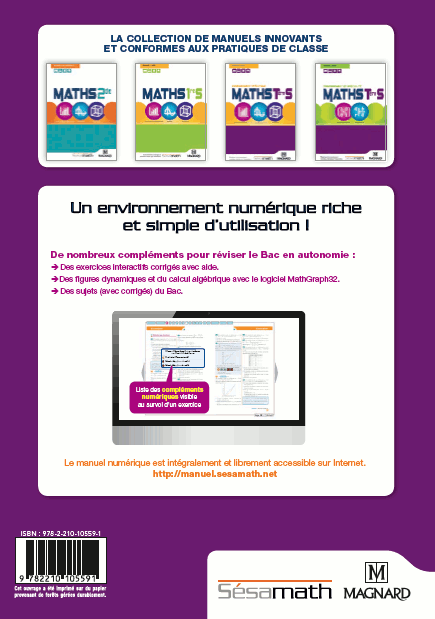 LA COLLECTION DE MANUELS INNOVANTS
ET CONFORMES AUX PRATIQUES DE CLASSE
MATHS 2de
MATHS 1re S
MATHS Tle S
MATHS Tle S
MAGNARD
MAGNARD
MAGNARD
MAGNARD
Un environnement numérique riche
et simple d'utilisation !
De nombreux compléments pour réviser le Bac en autonomie :
➔ Des exercices interactifs corrigés avec aide.
➔ Des figures dynamiques et du calcul algébrique avec le logiciel MathGraph32.
➔ Des sujets (avec corrigés) du Bac.
Liste des compléments
numériques visible
au survol d'un exercice
Le manuel numérique est intégralement et librement accessible sur Internet.
http://manuel.sesamath.net
ISBN : 978-2-210-10559-1
9 782210 105591
Cet ouvrage a été imprimé sur du papier
provenant de forêts gérées durablement.
Sésamath
M
MAGNARD